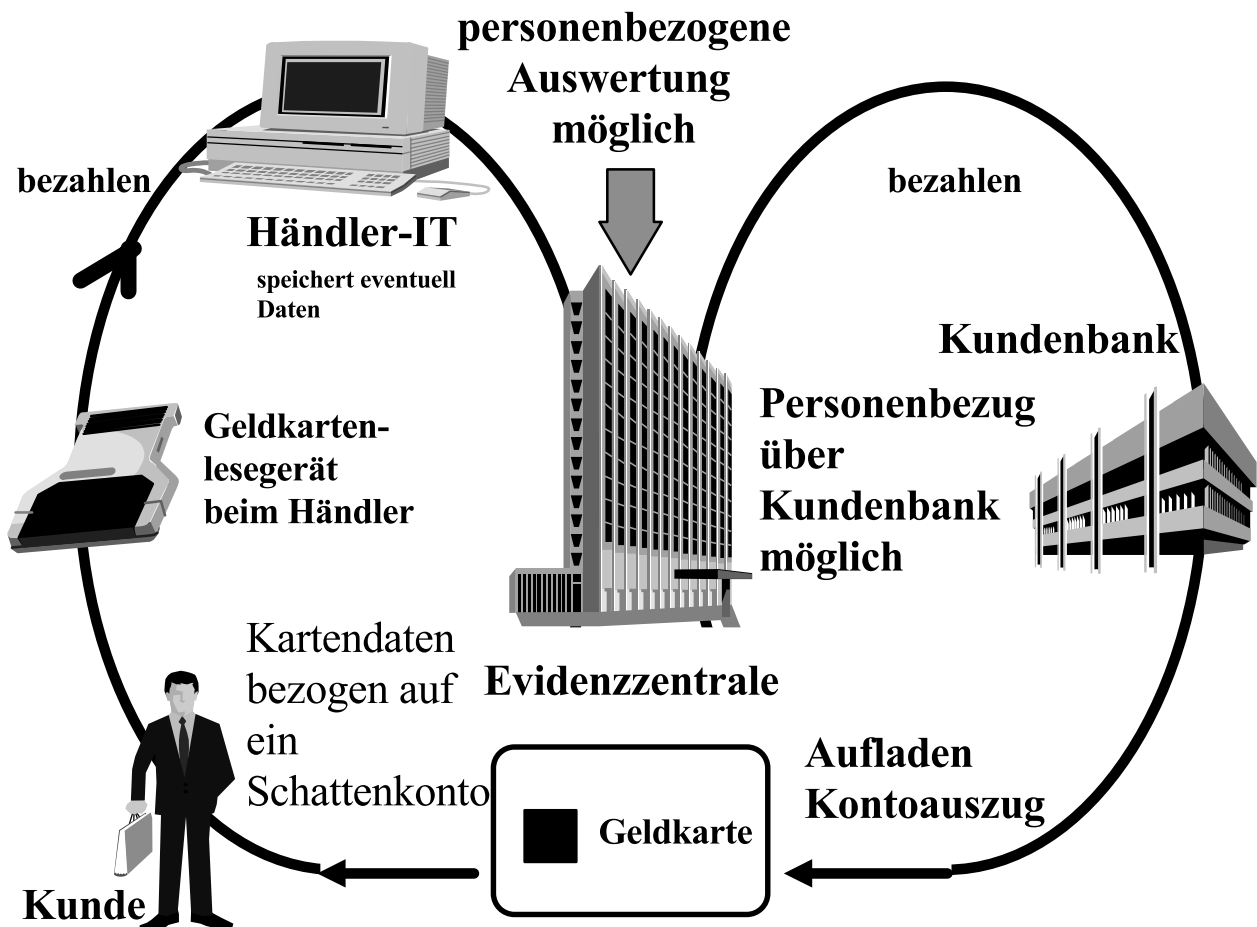 personenbezogene
Auswertung
möglich
bezahlen
bezahlen
Händler-IT
speichert eventuell
Daten
Kundenbank
Geldkarten-
lesegerät
beim Händler
Personenbezug
über
Kundenbank
möglich
Kartendaten
bezogen auf
ein
Schattenkonto
Evidenzzentrale
Aufladen
Kontoauszug
Geldkarte
Kunde